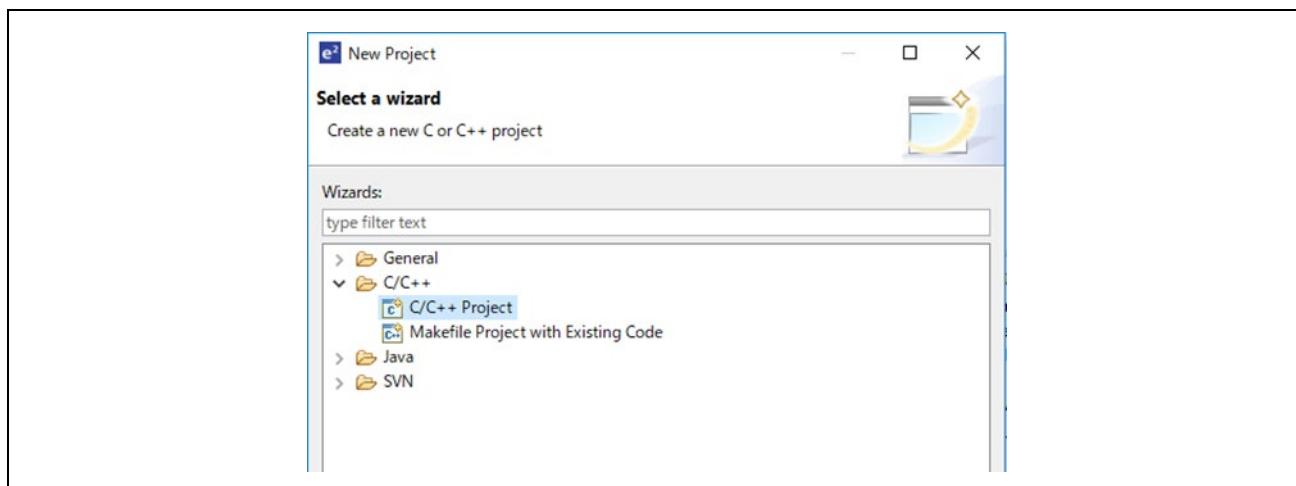 e² New Project
Select a wizard
Create a new C or C++ project
Wizards:
type filter text
General
C/C++
C/C++ Project
Makefile Project with Existing Code
Java
SVN